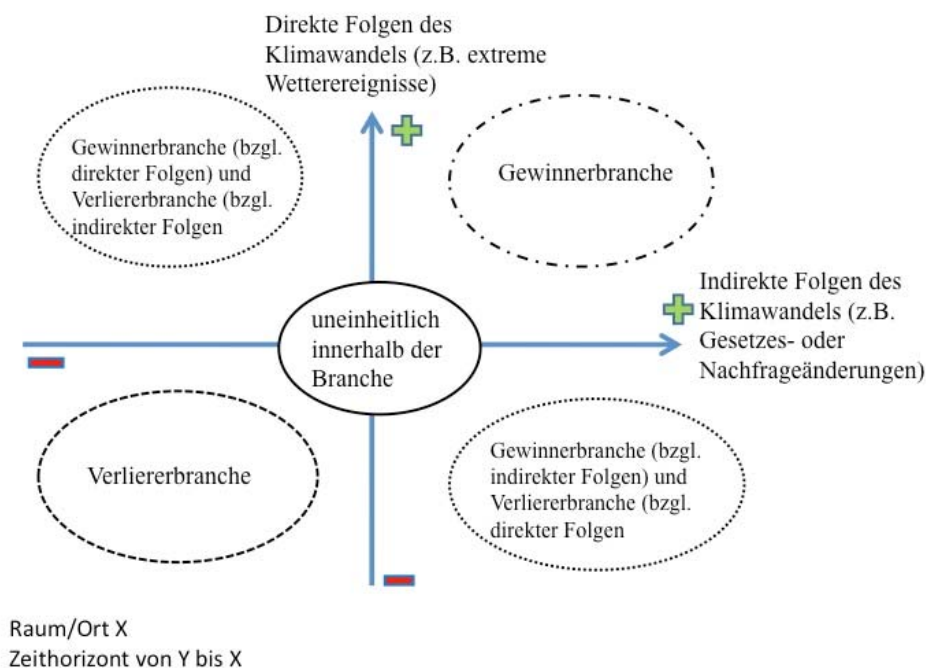 Direkte Folgen des
Klimawandels (z.B. extreme
Wetterereignisse)
Gewinnerbranche (bzgl.
direkter Folgen) und
Verliererbranche (bzgl.
indirekter Folgen
Gewinnerbranche
Indirekte Folgen des
Klimawandels (z.B.
Gesetzes- oder
Nachfrageänderungen)
uneinheitlich
innerhalb der
Branche
Verliererbranche
Gewinnerbranche (bzgl.
indirekter Folgen) und
Verliererbranche (bzgl.
direkter Folgen
Raum/Ort X
Zeithorizont von Y bis X